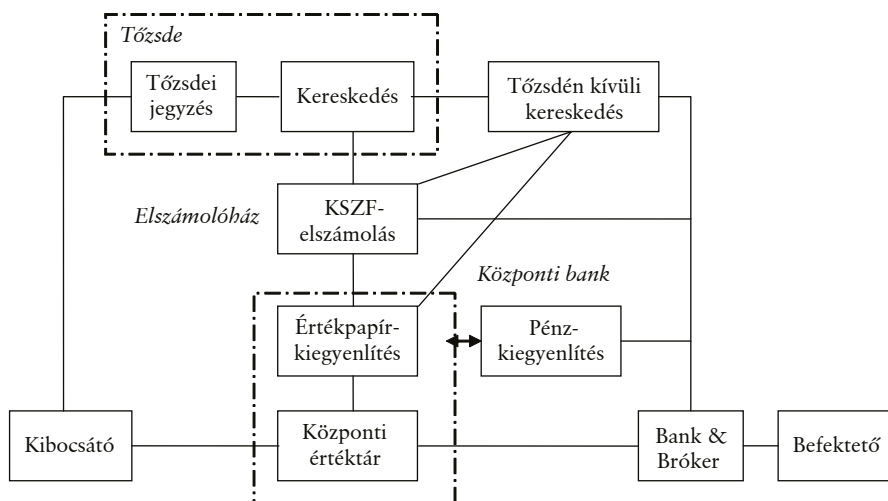 Tőzsde
Tőzsdei
jegyzés
Kereskedés
Tőzsdén kívüli
kereskedés
Elszámolóház
KSZF-
elszámolás
Központi bank
Értékpapír-
kiegyenlítés
Pénz-
kiegyenlítés
Kibocsátó
Központi
értéktár
Bank &
Bróker
Befektető